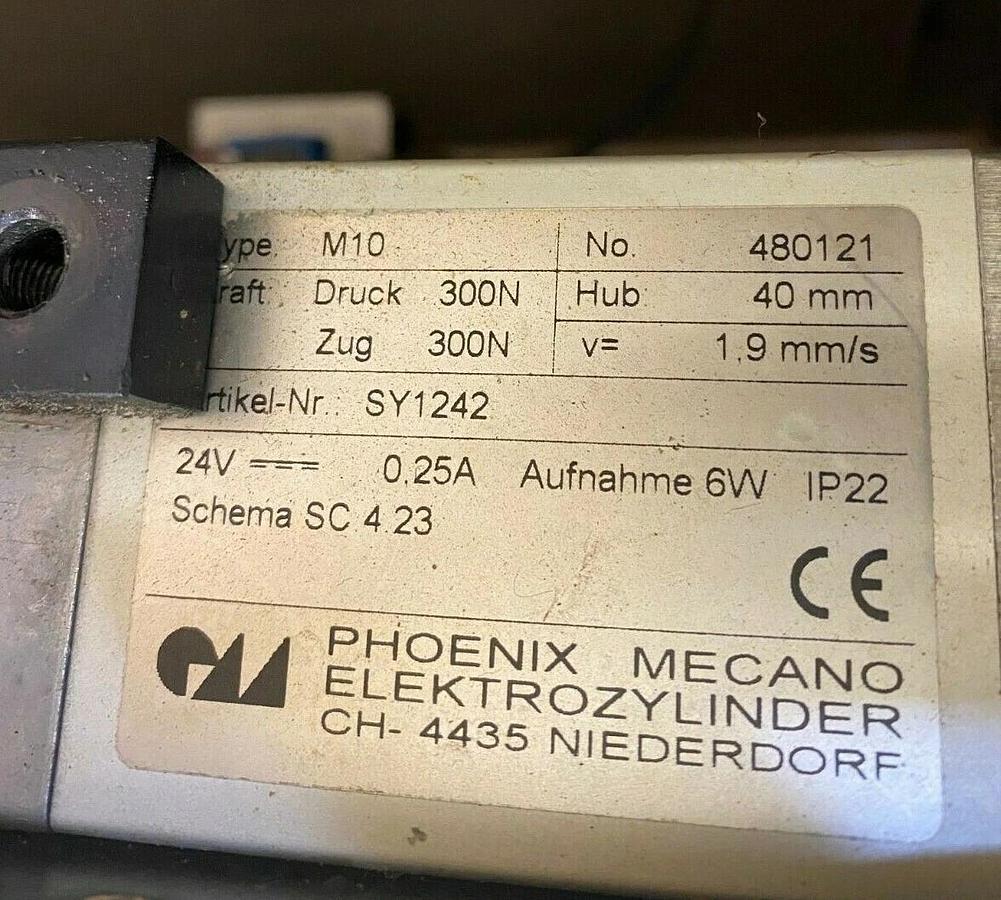 ype: M10 No. 480121
raft: Druck 300N Hub 40 mm
Zug 300N v= 1,9 mm/s
rtikel-Nr.: SY1242
24V 0,25A Aufnahme 6W IP22
Schema SC 4.23
CE
PHOENIX MECANO
ELEKTROZYLINDER
CH- 4435 NIEDERDORF